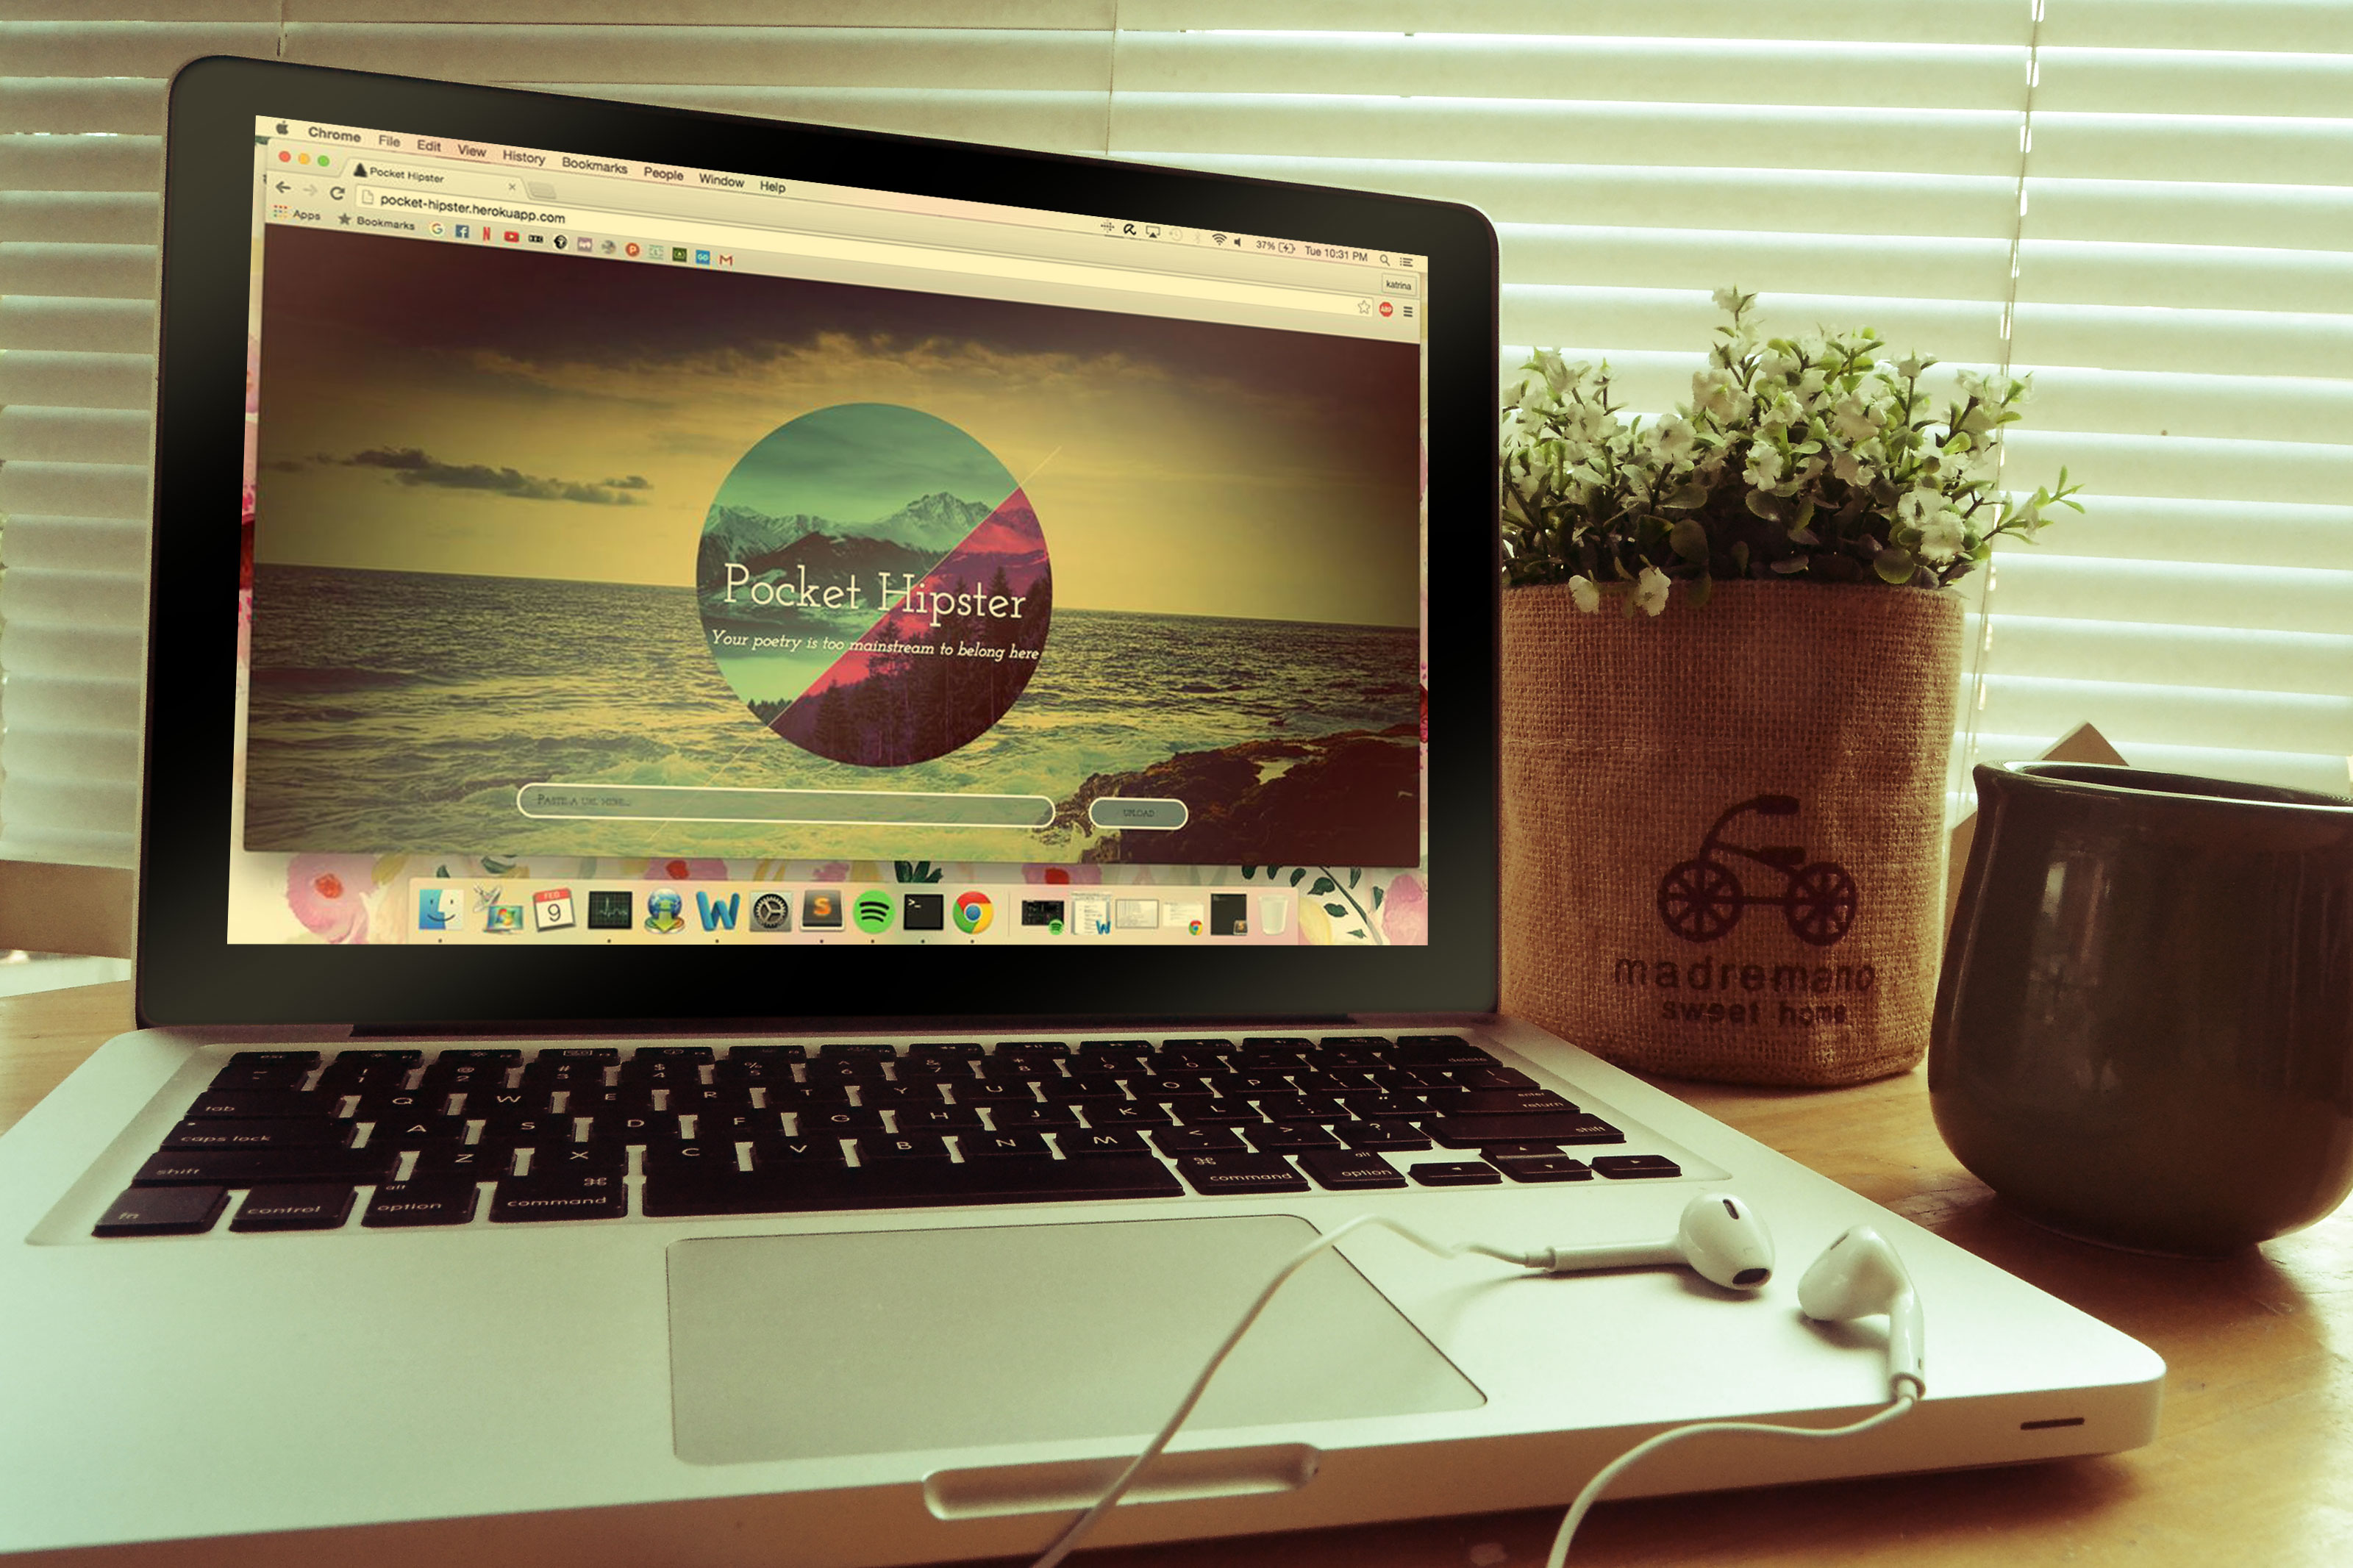 Chrome File Edit View History Bookmarks People Window Help
37% Tue 10:31 PM
Pocket Hipster
katrina
pocket-hipster.herokuapp.com
ABP
Apps Bookmarks
Pocket Hipster
Your poetry is too mainstream to belong here
PASTE A URL HERE...
UPLOAD
FEB
9
madremano
sweet home
esc
delete
tab
Q W E R T Y U I O P
enter
return
caps lock
A S D F G H J K L
shift
Z X C V B N M
shift
fn control alt option command
command alt option